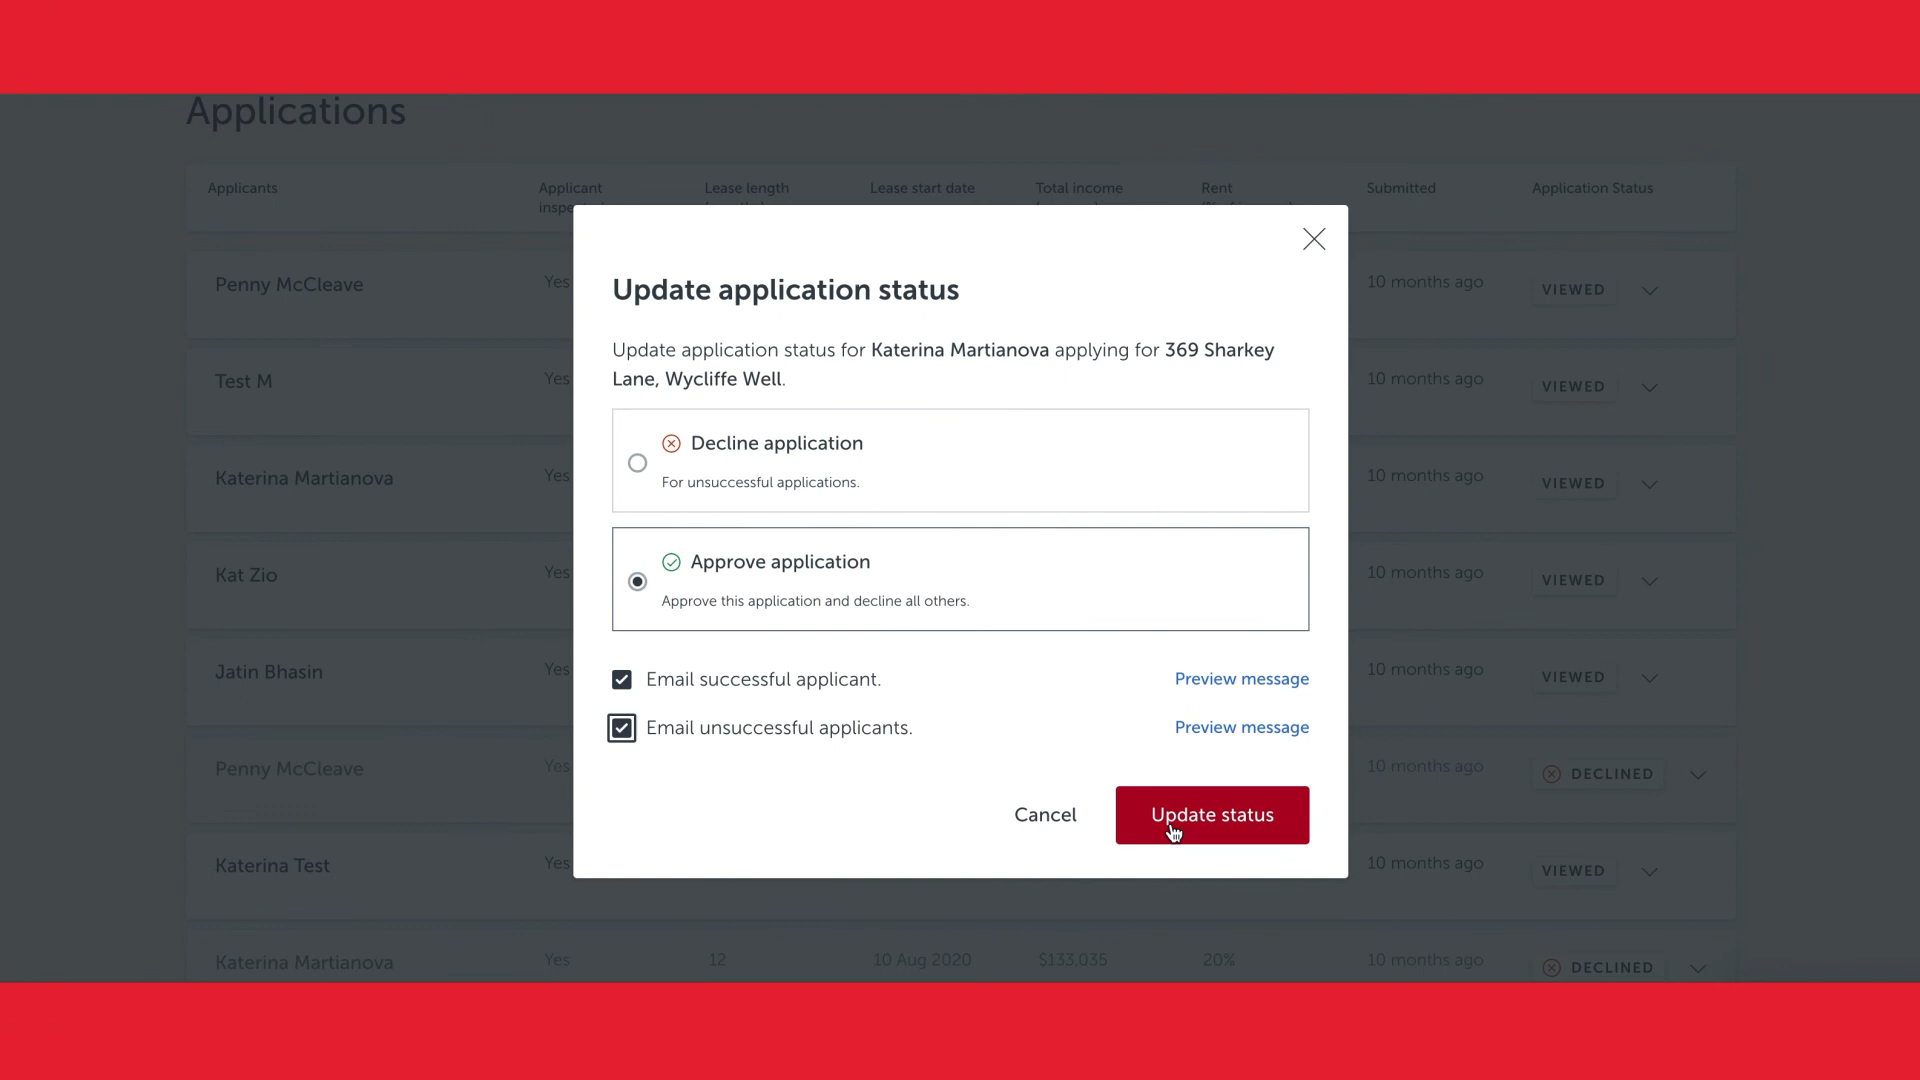 Applications
Applicants Applicant Lease length Lease start date Total income Rent Submitted Application Status
Update application status
Update application status for Katerina Martianova applying for 369 Sharkey
Lane, Wycliffe Well.
Decline application
For unsuccessful applications.
Approve application
Approve this application and decline all others.
Email successful applicant. Preview message
Email unsuccessful applicants. Preview message
Cancel Update status
Penny McCleave Yes 10 months ago VIEWED
Test M Yes 10 months ago VIEWED
Katerina Martianova Yes 10 months ago VIEWED
Kat Zio Yes 10 months ago VIEWED
Jatin Bhasin Yes 10 months ago VIEWED
Penny McCleave Yes 10 months ago DECLINED
Katerina Test Yes 10 months ago VIEWED
Katerina Martianova Yes 12 10 Aug 2020 $133,035 20% 10 months ago DECLINED